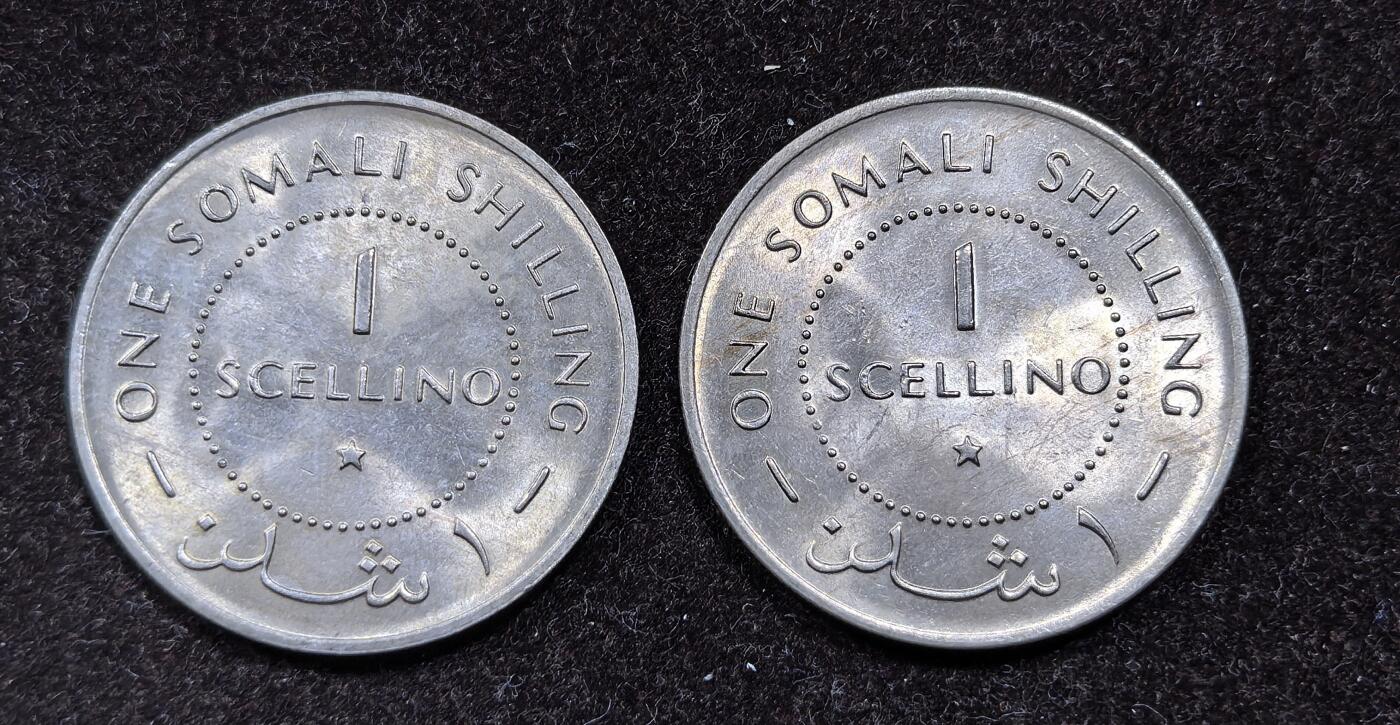 ONE SOMALI SHILLING
1
SCELLINO
١ شلن
ONE SOMALI SHILLING
1
SCELLINO
١ شلن